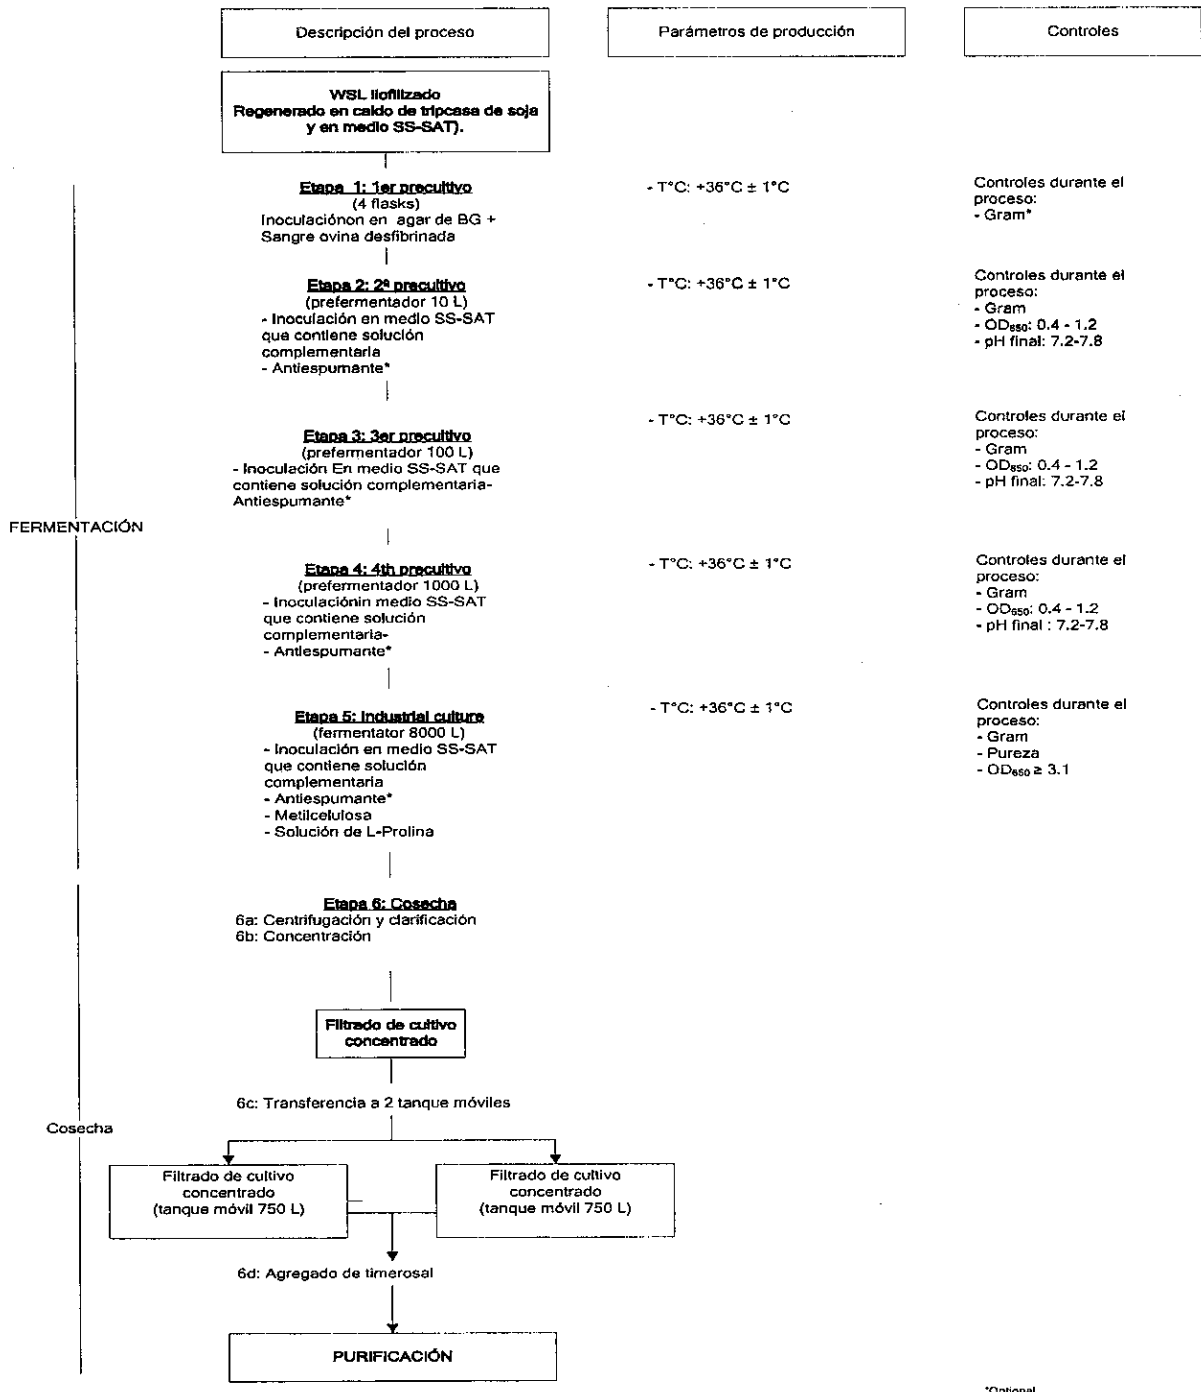 Descripción del proceso
Parámetros de producción
Controles
WSL liofilizado
Regenerado en caldo de tripcasa de soja
y en medio SS-SAT).
Etapa 1: 1er precultivo
(4 flasks)
Inoculaciónon en agar de BG +
Sangre ovina desfibrinada
- T°C: +36°C ± 1°C
Controles durante el
proceso:
- Gram*
Etapa 2: 2ª precultivo
(prefermentador 10 L)
- Inoculación en medio SS-SAT
que contiene solución
complementaria
- Antiespumante*
- T°C: +36°C ± 1°C
Controles durante el
proceso:
- Gram
- OD₆₅₀: 0.4 - 1.2
- pH final: 7.2-7.8
Etapa 3: 3er precultivo
(prefermentador 100 L)
- Inoculación En medio SS-SAT que
contiene solución complementaria-
Antiespumante*
- T°C: +36°C ± 1°C
Controles durante el
proceso:
- Gram
- OD₆₅₀: 0.4 - 1.2
- pH final: 7.2-7.8
FERMENTACIÓN
Etapa 4: 4th precultivo
(prefermentador 1000 L)
- Inoculaciónin medio SS-SAT
que contiene solución
complementaria-
- Antiespumante*
- T°C: +36°C ± 1°C
Controles durante el
proceso:
- Gram
- OD₆₅₀: 0.4 - 1.2
- pH final : 7.2-7.8
Etapa 5: Industrial culture
(fermentator 8000 L)
- Inoculación en medio SS-SAT
que contiene solución
complementaria
- Antiespumante*
- Metilcelulosa
- Solución de L-Prolina
- T°C: +36°C ± 1°C
Controles durante el
proceso:
- Gram
- Pureza
- OD₆₅₀ ≥ 3.1
Etapa 6: Cosecha
6a: Centrifugación y clarificación
6b: Concentración
Filtrado de cultivo
concentrado
6c: Transferencia a 2 tanque móviles
Cosecha
Filtrado de cultivo
concentrado
(tanque móvil 750 L)
Filtrado de cultivo
concentrado
(tanque móvil 750 L)
6d: Agregado de timerosal
PURIFICACIÓN
*Optional